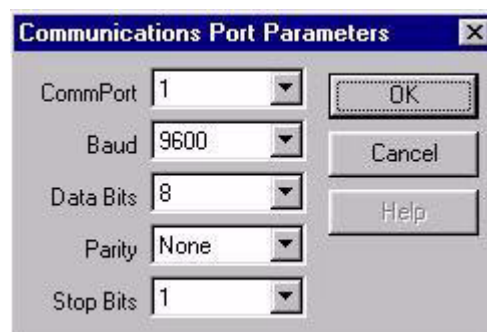 Communications Port Parameters
CommPort 1
Baud 9600
Data Bits 8
Parity None
Stop Bits 1
OK
Cancel
Help